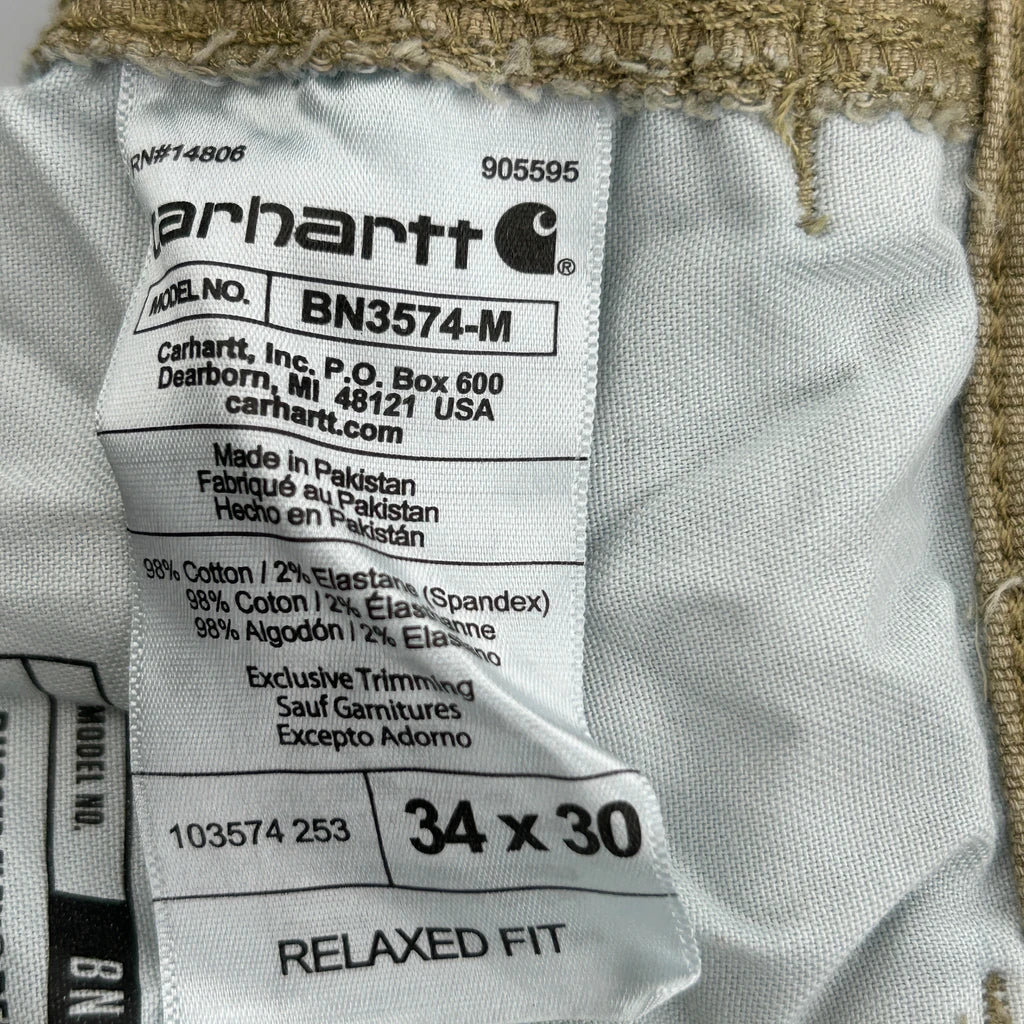 RN#14806
905595
carhartt
MODEL NO. BN3574-M
Carhartt, Inc. P.O. Box 600
Dearborn, MI 48121 USA
carhartt.com
Made in Pakistan
Fabriqué au Pakistan
Hecho en Pakistán
98% Cotton / 2% Elastane (Spandex)
98% Coton / 2% Élasthanne
98% Algodón / 2% Elastano
Exclusive Trimming
Sauf Garnitures
Excepto Adorno
103574 253
34 x 30
RELAXED FIT
MODEL NO.
BN